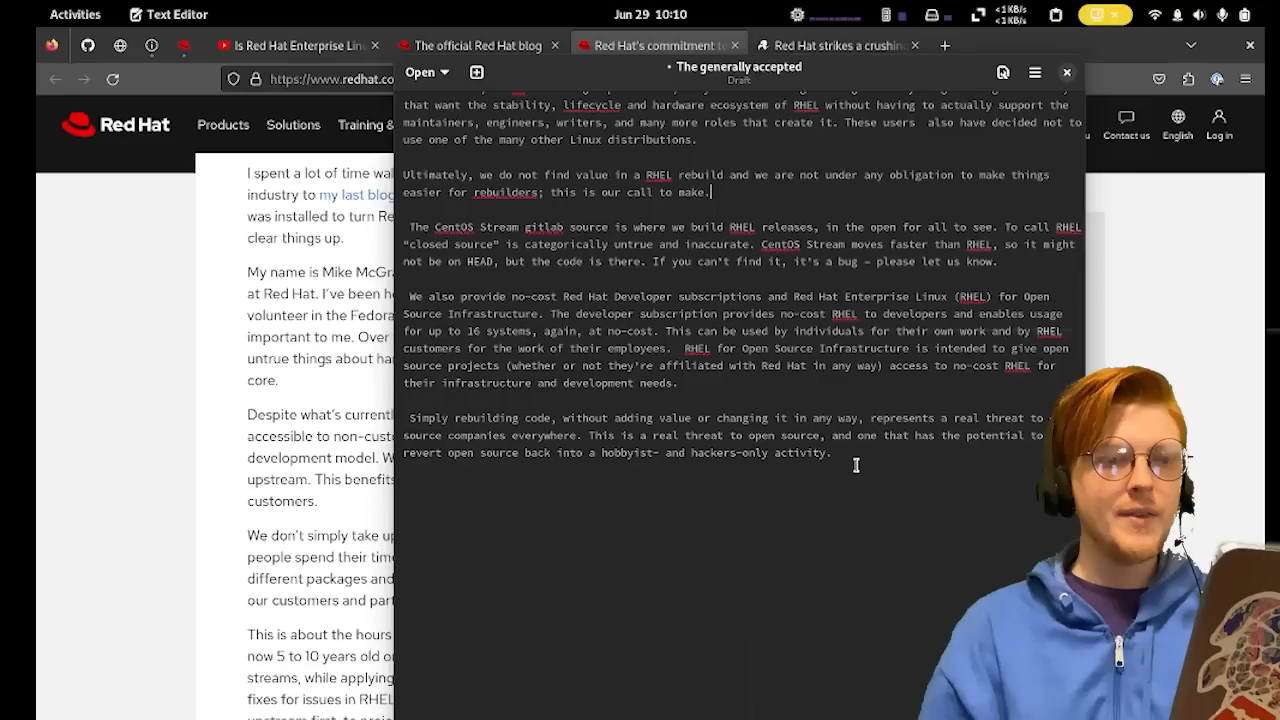 Activities
Text Editor
Jun 29 10:10
<1KB/s
<1KB/s
Is Red Hat Enterprise Lin
The official Red Hat blog
Red Hat's commitment t
Red Hat strikes a crushin
https://www.redhat.co
Open
• The generally accepted
Draft
Red Hat
Products
Solutions
Training &
Contact us
English
Log in
that want the stability, lifecycle and hardware ecosystem of RHEL without having to actually support the
maintainers, engineers, writers, and many more roles that create it. These users  also have decided not to
use one of the many other Linux distributions.
Ultimately, we do not find value in a RHEL rebuild and we are not under any obligation to make things
easier for rebuilders; this is our call to make.
The CentOS Stream gitlab source is where we build RHEL releases, in the open for all to see. To call RHEL
“closed source” is categorically untrue and inaccurate. CentOS Stream moves faster than RHEL, so it might
not be on HEAD, but the code is there. If you can’t find it, it’s a bug – please let us know.
We also provide no-cost Red Hat Developer subscriptions and Red Hat Enterprise Linux (RHEL) for Open
Source Infrastructure. The developer subscription provides no-cost RHEL to developers and enables usage
for up to 16 systems, again, at no-cost. This can be used by individuals for their own work and by RHEL
customers for the work of their employees.  RHEL for Open Source Infrastructure is intended to give open
source projects (whether or not they’re affiliated with Red Hat in any way) access to no-cost RHEL for
their infrastructure and development needs.
Simply rebuilding code, without adding value or changing it in any way, represents a real threat to
source companies everywhere. This is a real threat to open source, and one that has the potential to
revert open source back into a hobbyist- and hackers-only activity.
I spent a lot of time wa
industry to my last blog
was installed to turn Re
clear things up.
My name is Mike McGra
at Red Hat. I’ve been h
volunteer in the Fedora
important to me. Over
untrue things about ha
core.
Despite what’s current
accessible to non-cust
development model. W
upstream. This benefits
customers.
We don’t simply take u
people spend their time
different packages and
our customers and part
This is about the hours
now 5 to 10 years old o
streams, while applying
fixes for issues in RHEL